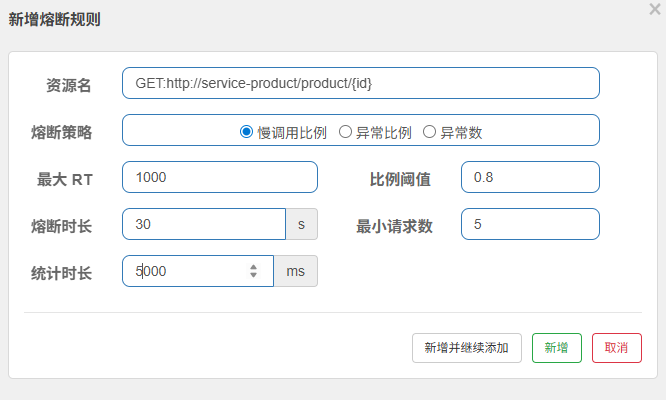 新增熔断规则
资源名 GET:http://service-product/product/{id}
熔断策略 慢调用比例 异常比例 异常数
最大 RT 1000 比例阈值 0.8
熔断时长 30 s 最小请求数 5
统计时长 5000 ms
新增并继续添加 新增 取消